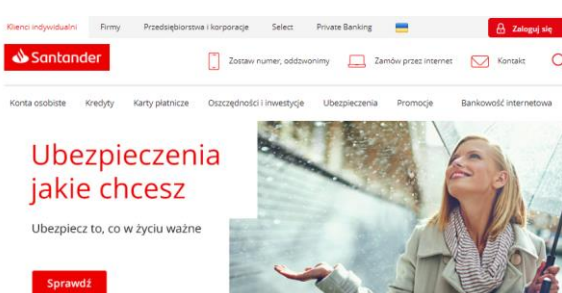 Klienci indywidualni Firmy Przedsiębiorstwa i korporacje Select Private Banking Zaloguj się
Santander Zostaw numer, oddzwonimy Zamów przez internet Kontakt
Konta osobiste Kredyty Karty płatnicze Oszczędności i inwestycje Ubezpieczenia Promocje Bankowość internetowa
Ubezpieczenia
jakie chcesz
Ubezpiecz to, co w życiu ważne
Sprawdź